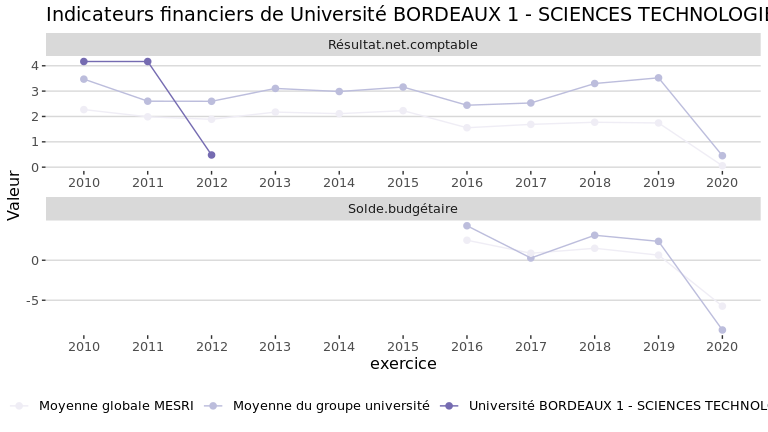 Indicateurs financiers de Université BORDEAUX 1 - SCIENCES TECHNOLOGIE
Résultat.net.comptable
4
3
2
1
0
2010 2011 2012 2013 2014 2015 2016 2017 2018 2019 2020
Valeur
Solde.budgétaire
0
-5
2010 2011 2012 2013 2014 2015 2016 2017 2018 2019 2020
exercice
Moyenne globale MESRI Moyenne du groupe université Université BORDEAUX 1 - SCIENCES TECHNOL